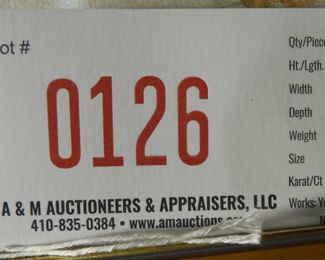 ot #
0126
Qty/Piece
Ht./Lgth.
Width
Depth
Weight
Size
Karat/Ct
Works: Ye
N
A & M AUCTIONEERS & APPRAISERS, LLC
410-835-0384 • www.amauctions.co